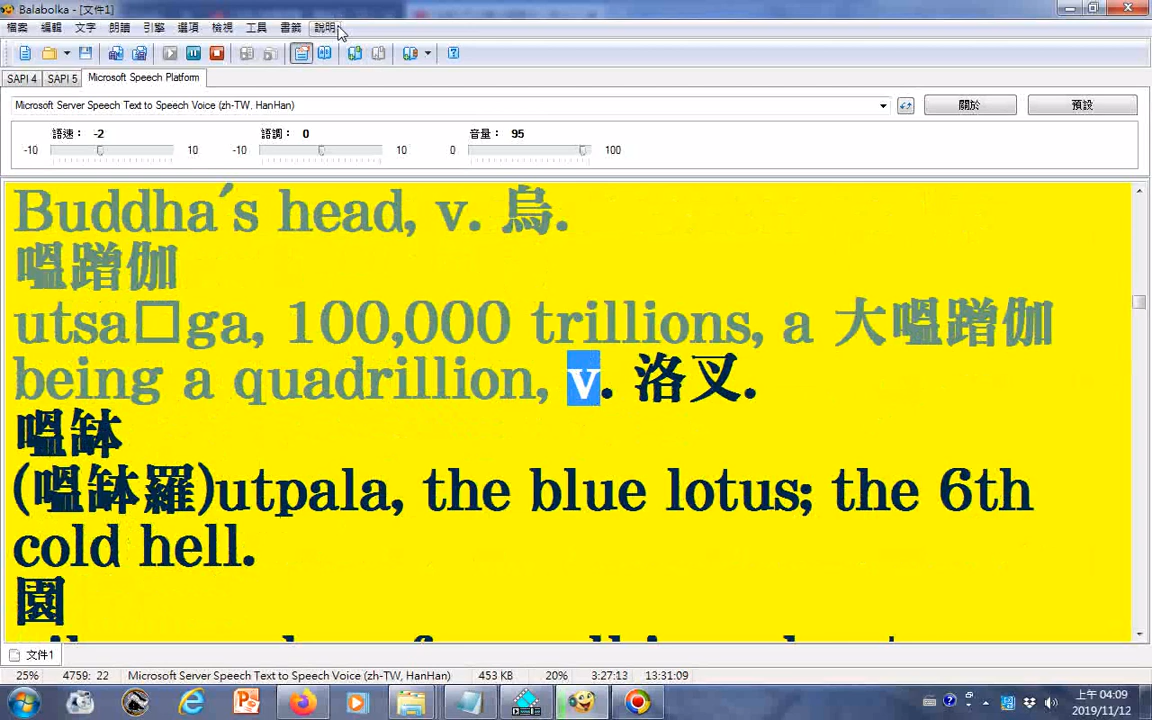 Balabolka - [文件1]
檔案 編輯 文字 朗讀 引擎 選項 檢視 工具 書籤 說明
SAPI 4 SAPI 5 Microsoft Speech Platform
Microsoft Server Speech Text to Speech Voice (zh-TW, HanHan) 關於 預設
語速： -2 語調： 0 音量： 95
-10 10 -10 10 0 100
Buddha's head, v. 烏.
嗢蹭伽
utsa□ga, 100,000 trillions, a 大嗢蹭伽
being a quadrillion, v. 洛叉.
嗢缽
(嗢缽羅)utpala, the blue lotus; the 6th
cold hell.
園
文件1
25% 4759: 22 Microsoft Server Speech Text to Speech Voice (zh-TW, HanHan) 453 KB 20% 3:27:13 13:31:09
上午 04:09
2019/11/12